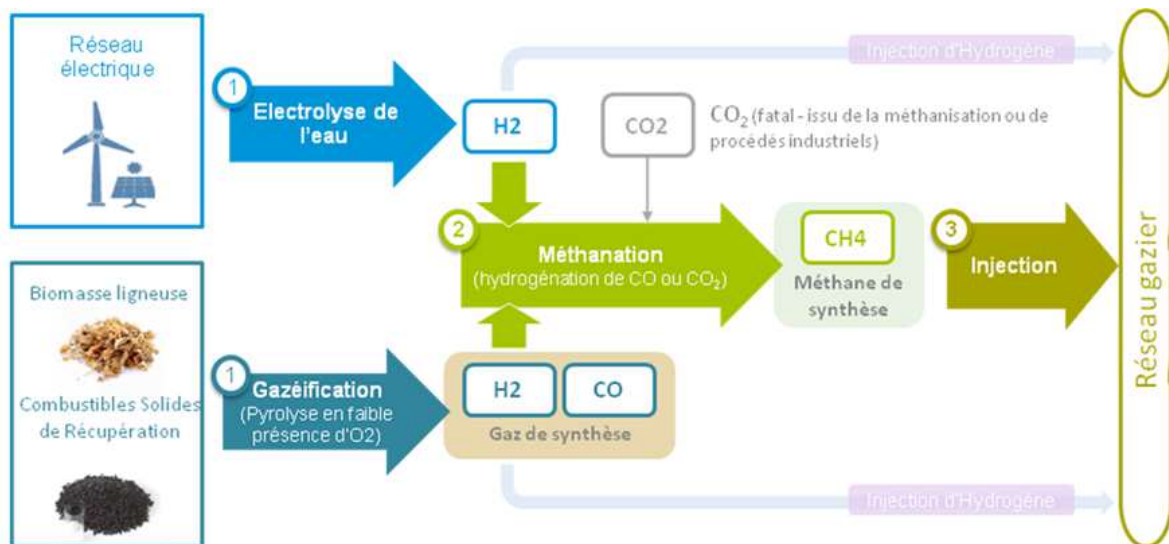 Réseau
électrique
1
Electrolyse de
l'eau
H2
Injection d'Hydrogène
CO2
CO₂ (fatal - issu de la méthanisation ou de
procédés industriels)
2
Méthanation
(hydrogénation de CO ou CO₂)
CH4
Méthane de
synthèse
3
Injection
Réseau gazier
Biomasse ligneuse
Combustibles Solides
de Récupération
1
Gazéification
(Pyrolyse en faible
présence d'O2)
H2
CO
Gaz de synthèse
Injection d'Hydrogène